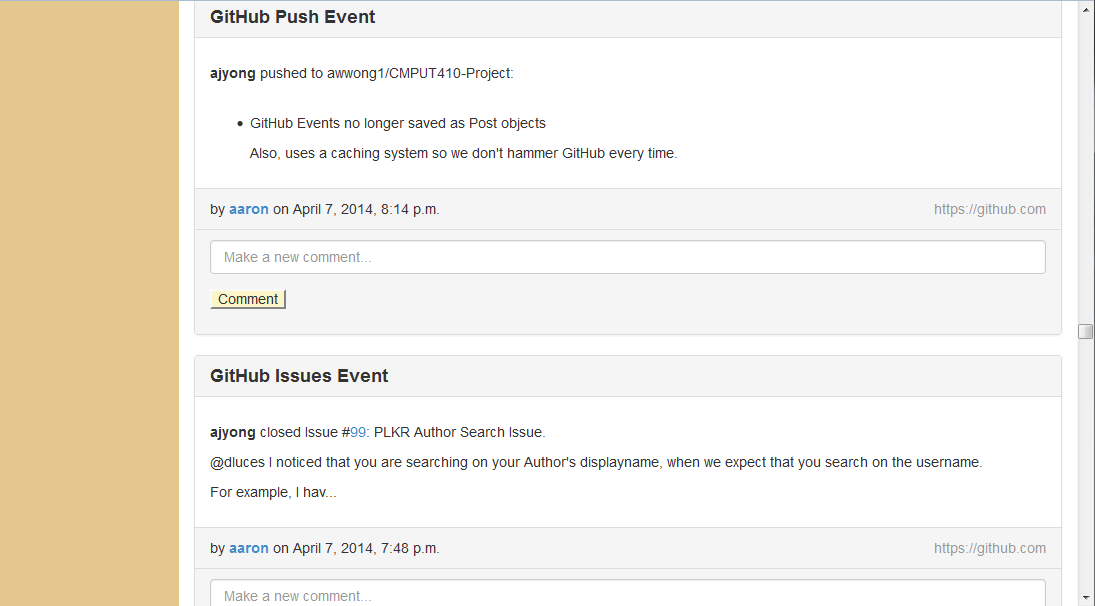 GitHub Push Event
ajyong pushed to awwong1/CMPUT410-Project:
• GitHub Events no longer saved as Post objects
Also, uses a caching system so we don't hammer GitHub every time.
by aaron on April 7, 2014, 8:14 p.m. https://github.com
Make a new comment...
Comment
GitHub Issues Event
ajyong closed Issue #99: PLKR Author Search Issue.
@dluces I noticed that you are searching on your Author's displayname, when we expect that you search on the username.
For example, I hav...
by aaron on April 7, 2014, 7:48 p.m. https://github.com
Make a new comment...